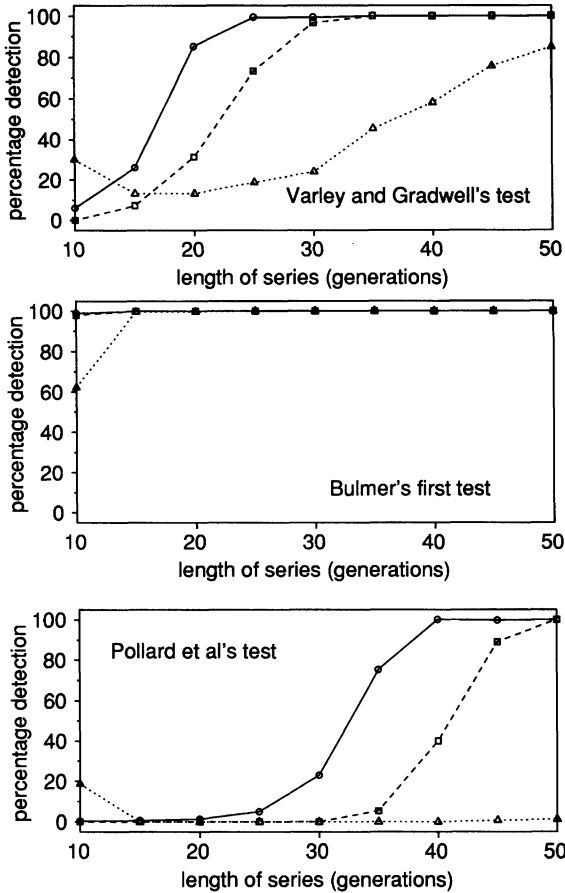 percentage detection
100
80
60
40
20
0
Varley and Gradwell's test
10 20 30 40 50
length of series (generations)
percentage detection
100
80
60
40
20
0
Bulmer's first test
10 20 30 40 50
length of series (generations)
percentage detection
100
80
60
40
20
0
Pollard et al's test
10 20 30 40 50
length of series (generations)